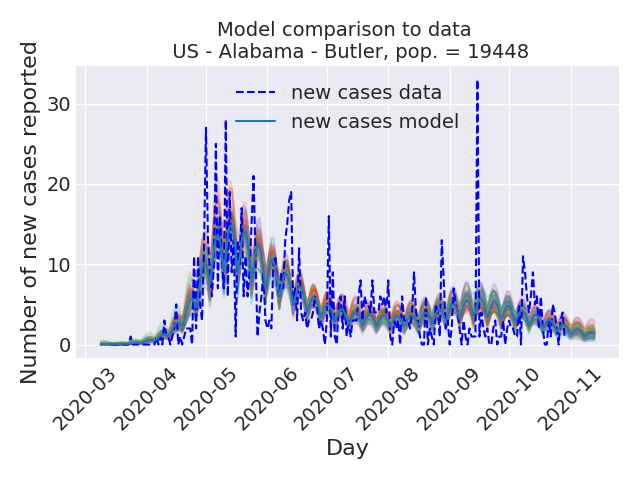 Model comparison to data
US - Alabama - Butler, pop. = 19448
new cases data
new cases model
Number of new cases reported
30
20
10
0
2020-03
2020-04
2020-05
2020-06
2020-07
2020-08
2020-09
2020-10
2020-11
Day